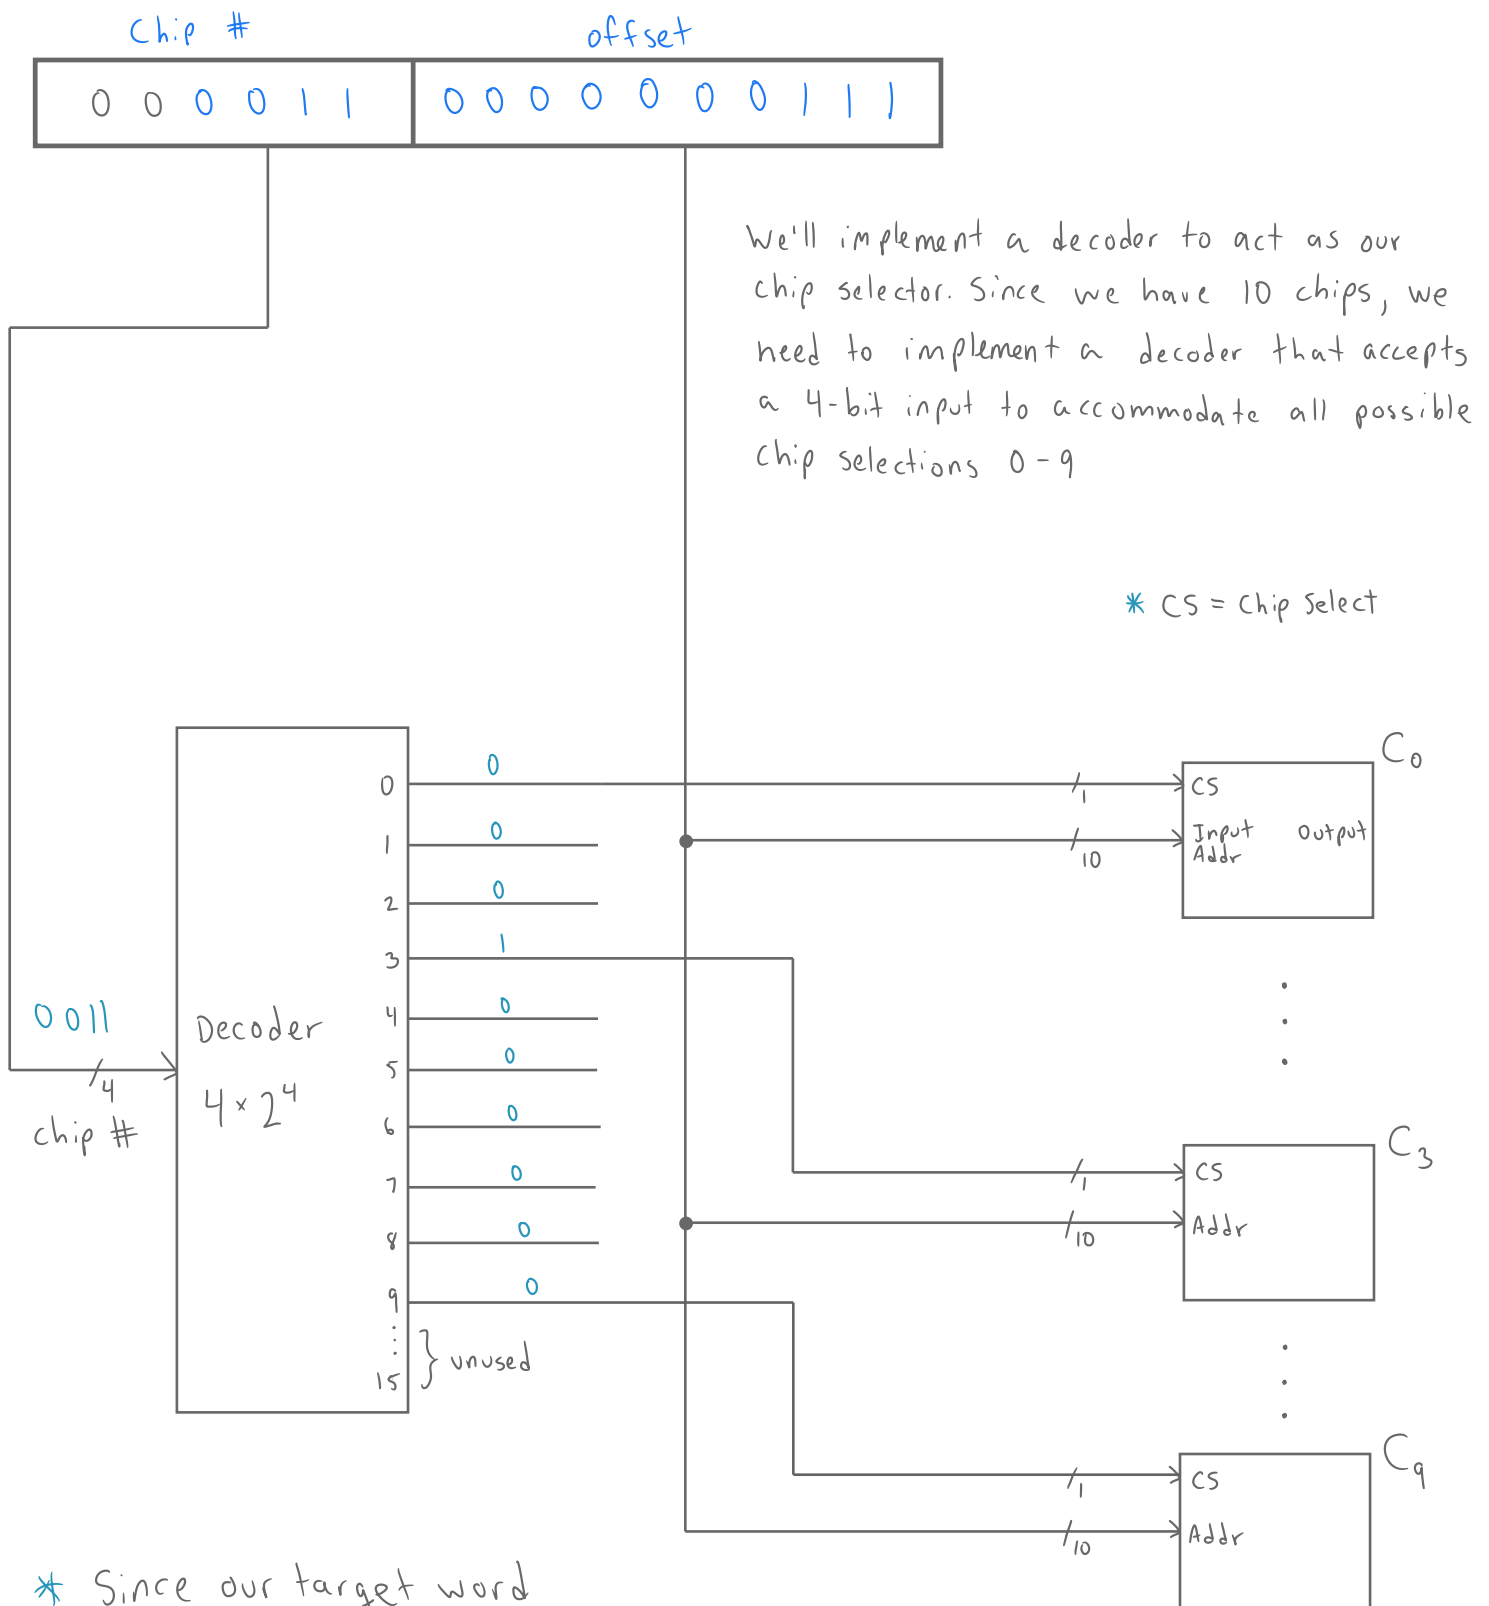 Chip # offset
0 0 0 0 1 1 0 0 0 0 0 0 0 1 1 1
We'll implement a decoder to act as our
chip selector. Since we have 10 chips, we
need to implement a decoder that accepts
a 4-bit input to accommodate all possible
chip selections 0-9
* CS = Chip Select
C0
0 0 1 CS
10 Input Addr Output
1 0
2 0
3 1
0011
4 chip #
Decoder
4 × 2⁴
4 0
5 0
6 0
7 0
8 0
9 0
15 } unused
C3
1 CS
10 Addr
C9
1 CS
10 Addr
* Since our target word